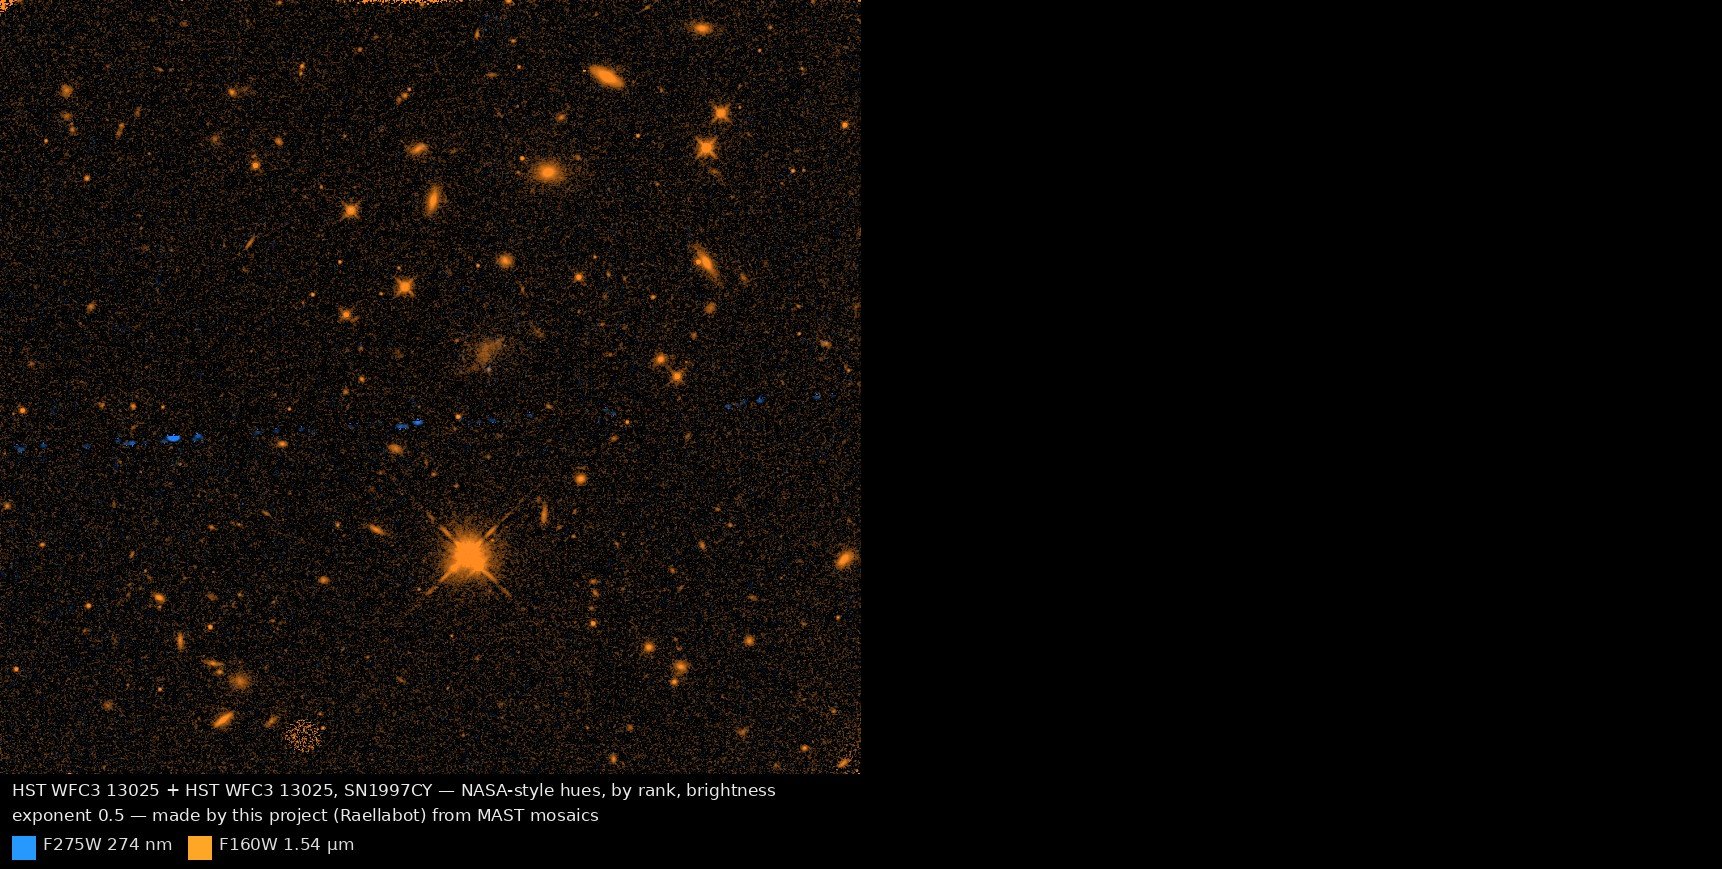 HST WFC3 13025 + HST WFC3 13025, SN1997CY — NASA-style hues, by rank, brightness
exponent 0.5 — made by this project (Raellabot) from MAST mosaics
F275W 274 nm F160W 1.54 µm